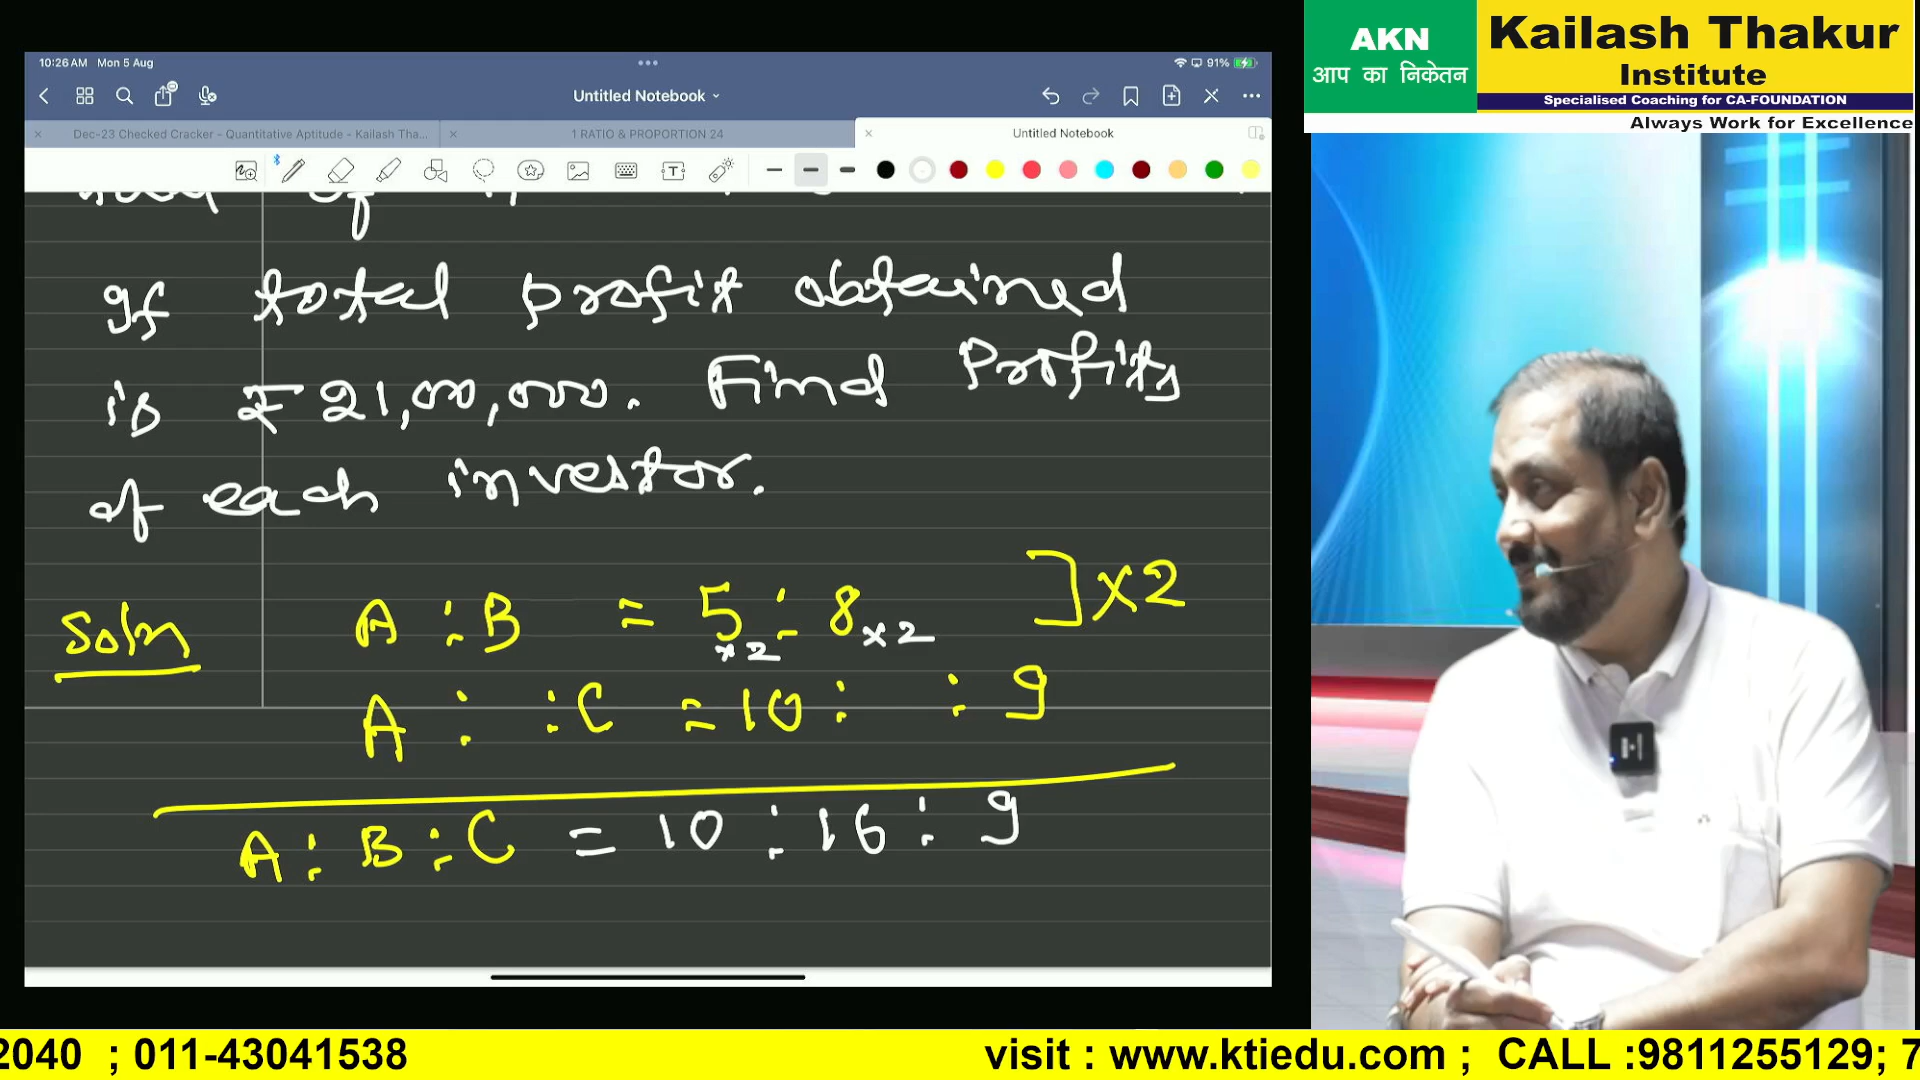 AKN
आप का निकेतन
Kailash Thakur
Institute
Specialised Coaching for CA-FOUNDATION
Always Work for Excellence
10:26 AM Mon 5 Aug
91%
Untitled Notebook
Dec-23 Checked Cracker - Quantitative Aptitude - Kailash Tha...
1 RATIO & PROPORTION 24
Untitled Notebook
of
If total profit obtained
is ₹ 21,00,000. Find Profits
of each investor.
Soln
A : B = 5 : 8 ] ×2
×2 ×2
A : : C = 10 : : 9
A : B : C = 10 : 16 : 9
2040 ; 011-43041538
visit : www.ktiedu.com ; CALL :9811255129; 7